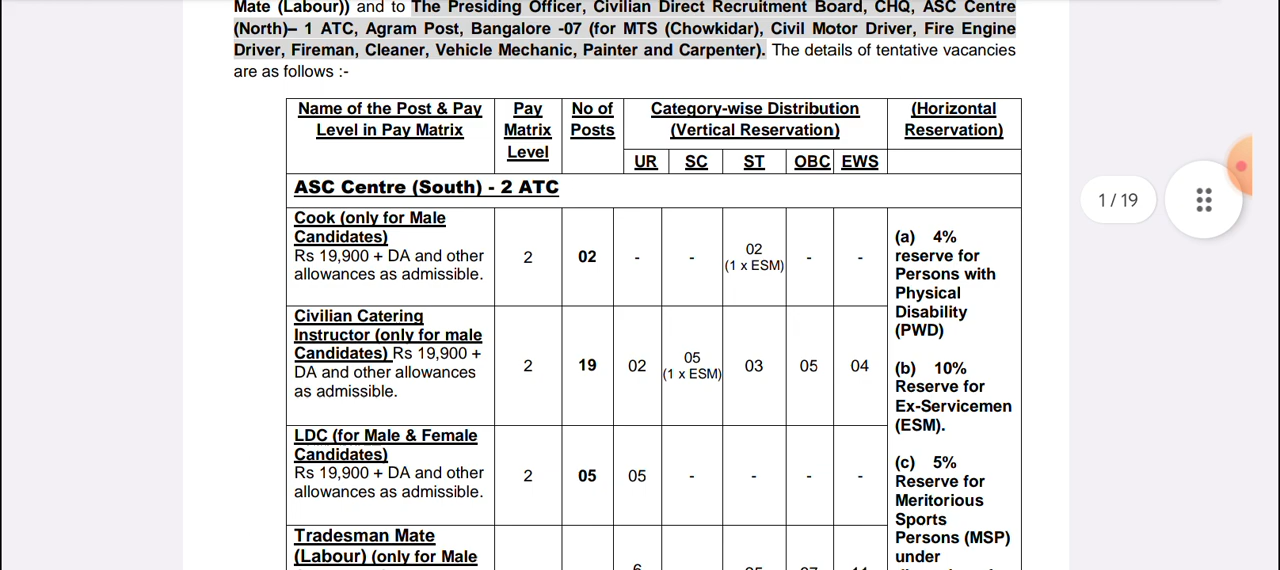 Mate (Labour)) and to The Presiding Officer, Civilian Direct Recruitment Board, CHQ, ASC Centre
(North)– 1 ATC, Agram Post, Bangalore -07 (for MTS (Chowkidar), Civil Motor Driver, Fire Engine
Driver, Fireman, Cleaner, Vehicle Mechanic, Painter and Carpenter). The details of tentative vacancies
are as follows :-
Name of the Post & Pay
Level in Pay Matrix
Pay
Matrix
Level
No of
Posts
Category-wise Distribution
(Vertical Reservation)
(Horizontal
Reservation)
UR SC ST OBC EWS
ASC Centre (South) - 2 ATC
Cook (only for Male
Candidates)
Rs 19,900 + DA and other
allowances as admissible.
2 02 - - 02 - -
(1 x ESM)
Civilian Catering
Instructor (only for male
Candidates) Rs 19,900 +
DA and other allowances
as admissible.
2 19 02 05 03 05 04
(1 x ESM)
LDC (for Male & Female
Candidates)
Rs 19,900 + DA and other
allowances as admissible.
2 05 05 - - - -
Tradesman Mate
(Labour) (only for Male
(a) 4%
reserve for
Persons with
Physical
Disability
(PWD)
(b) 10%
Reserve for
Ex-Servicemen
(ESM).
(c) 5%
Reserve for
Meritorious
Sports
Persons (MSP)
under
1 / 19